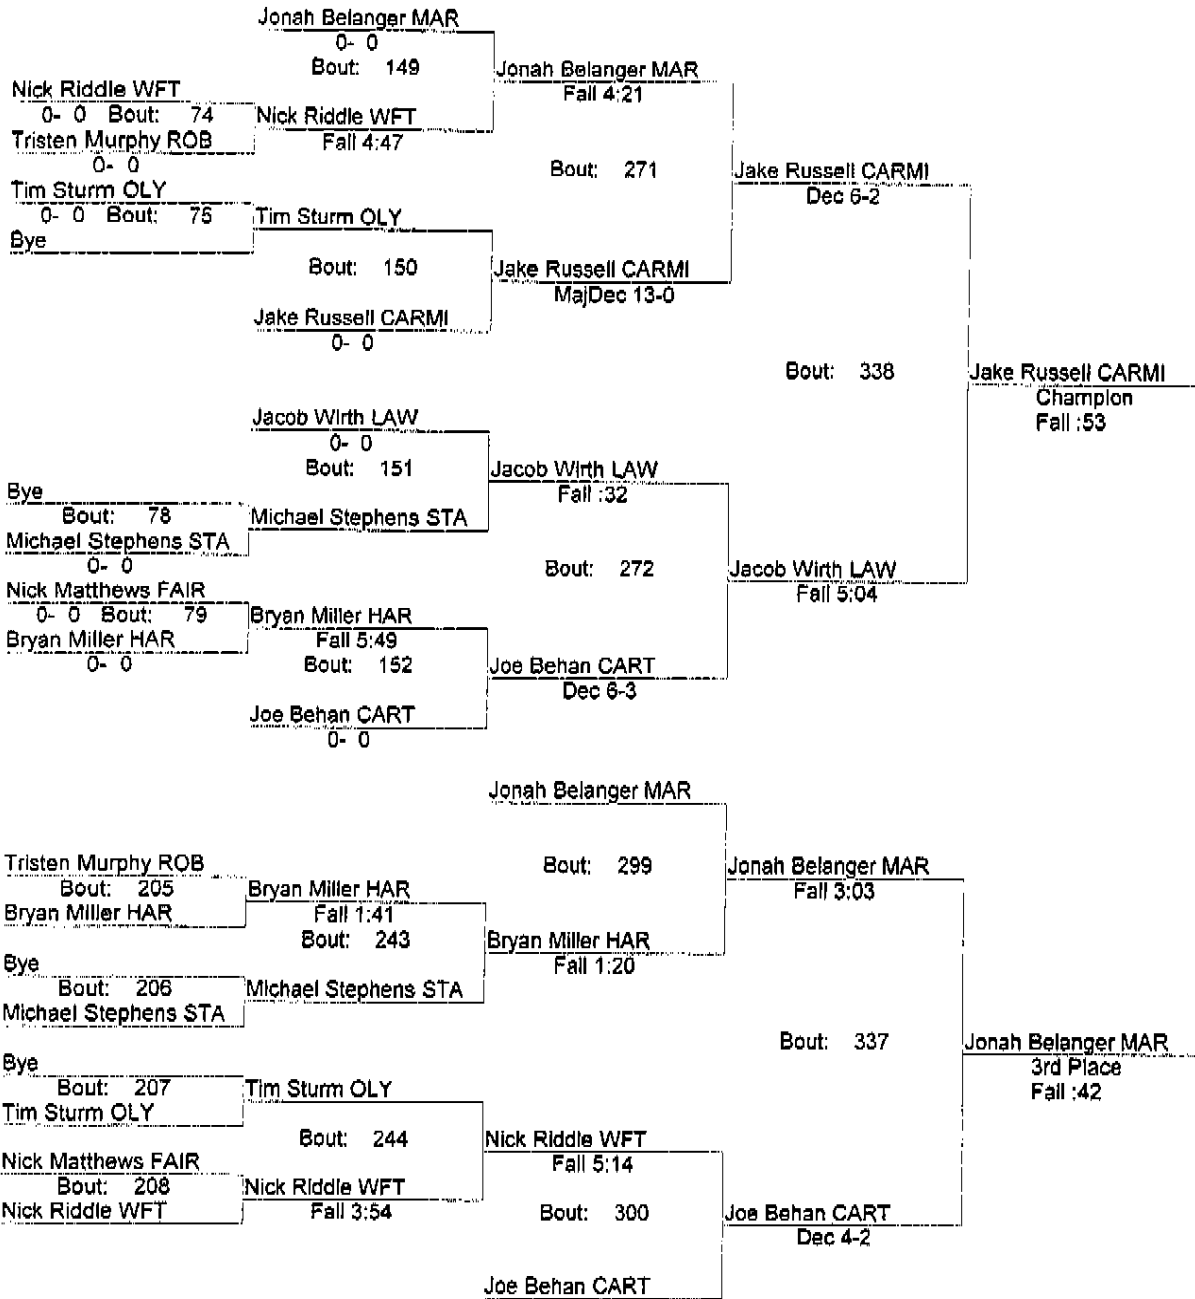 Jonah Belanger MAR
0- 0
Bout: 149
Jonah Belanger MAR
Fall 4:21
Nick Riddle WFT
0- 0 Bout: 74
Nick Riddle WFT
Fall 4:47
Tristen Murphy ROB
0- 0
Bout: 271
Jake Russell CARMI
Dec 6-2
Tim Sturm OLY
0- 0 Bout: 75
Tim Sturm OLY
Bye
Bout: 150
Jake Russell CARMI
MajDec 13-0
Jake Russell CARMI
0- 0
Bout: 338
Jake Russell CARMI
Champion
Fall :53
Jacob Wirth LAW
0- 0
Bout: 151
Jacob Wirth LAW
Fall :32
Bye
Bout: 78
Michael Stephens STA
Michael Stephens STA
0- 0
Bout: 272
Jacob Wirth LAW
Fall 5:04
Nick Matthews FAIR
0- 0 Bout: 79
Bryan Miller HAR
Fall 5:49
Bryan Miller HAR
0- 0
Bout: 152
Joe Behan CART
Dec 6-3
Joe Behan CART
0- 0
Jonah Belanger MAR
Tristen Murphy ROB
Bout: 205
Bryan Miller HAR
Bryan Miller HAR
Fall 1:41
Bout: 299
Jonah Belanger MAR
Fall 3:03
Bout: 243
Bryan Miller HAR
Fall 1:20
Bye
Bout: 206
Michael Stephens STA
Michael Stephens STA
Bout: 337
Jonah Belanger MAR
3rd Place
Fall :42
Bye
Bout: 207
Tim Sturm OLY
Tim Sturm OLY
Bout: 244
Nick Riddle WFT
Fall 5:14
Nick Matthews FAIR
Bout: 208
Nick Riddle WFT
Nick Riddle WFT
Fall 3:54
Bout: 300
Joe Behan CART
Dec 4-2
Joe Behan CART